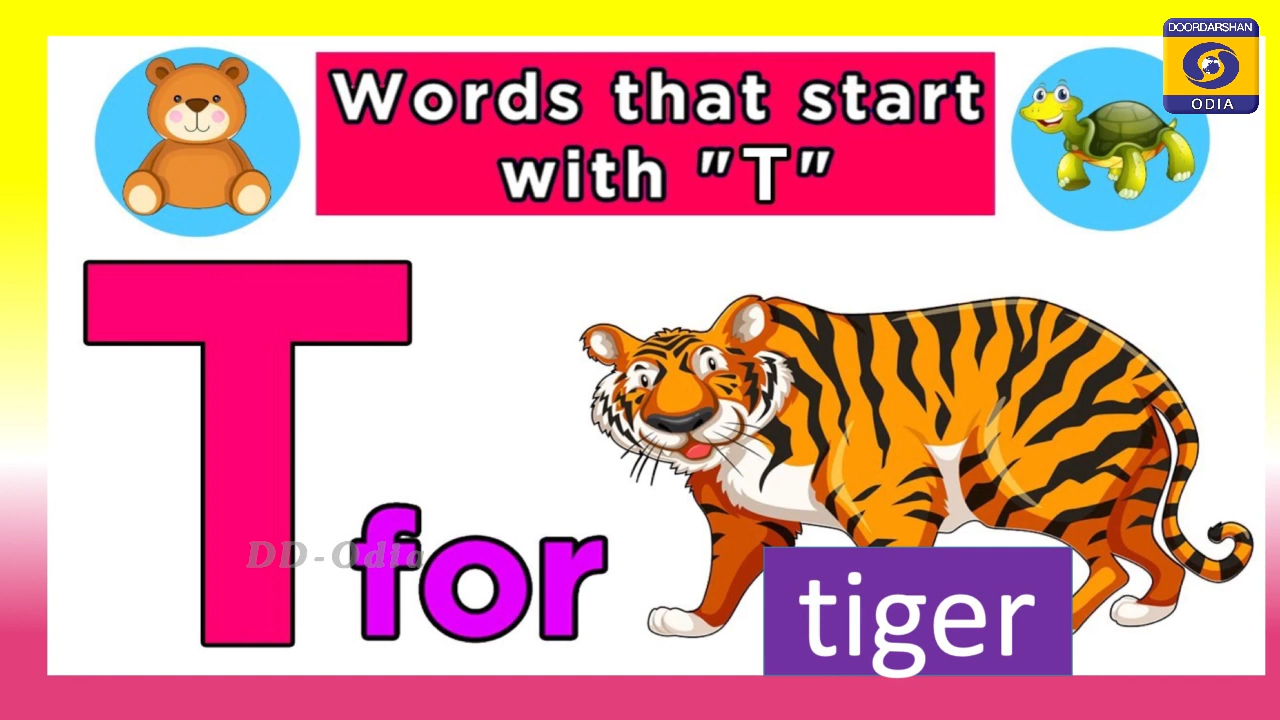 DOORDARSHAN
ODIA
Words that start
with "T"
T for
DD-Odia
tiger